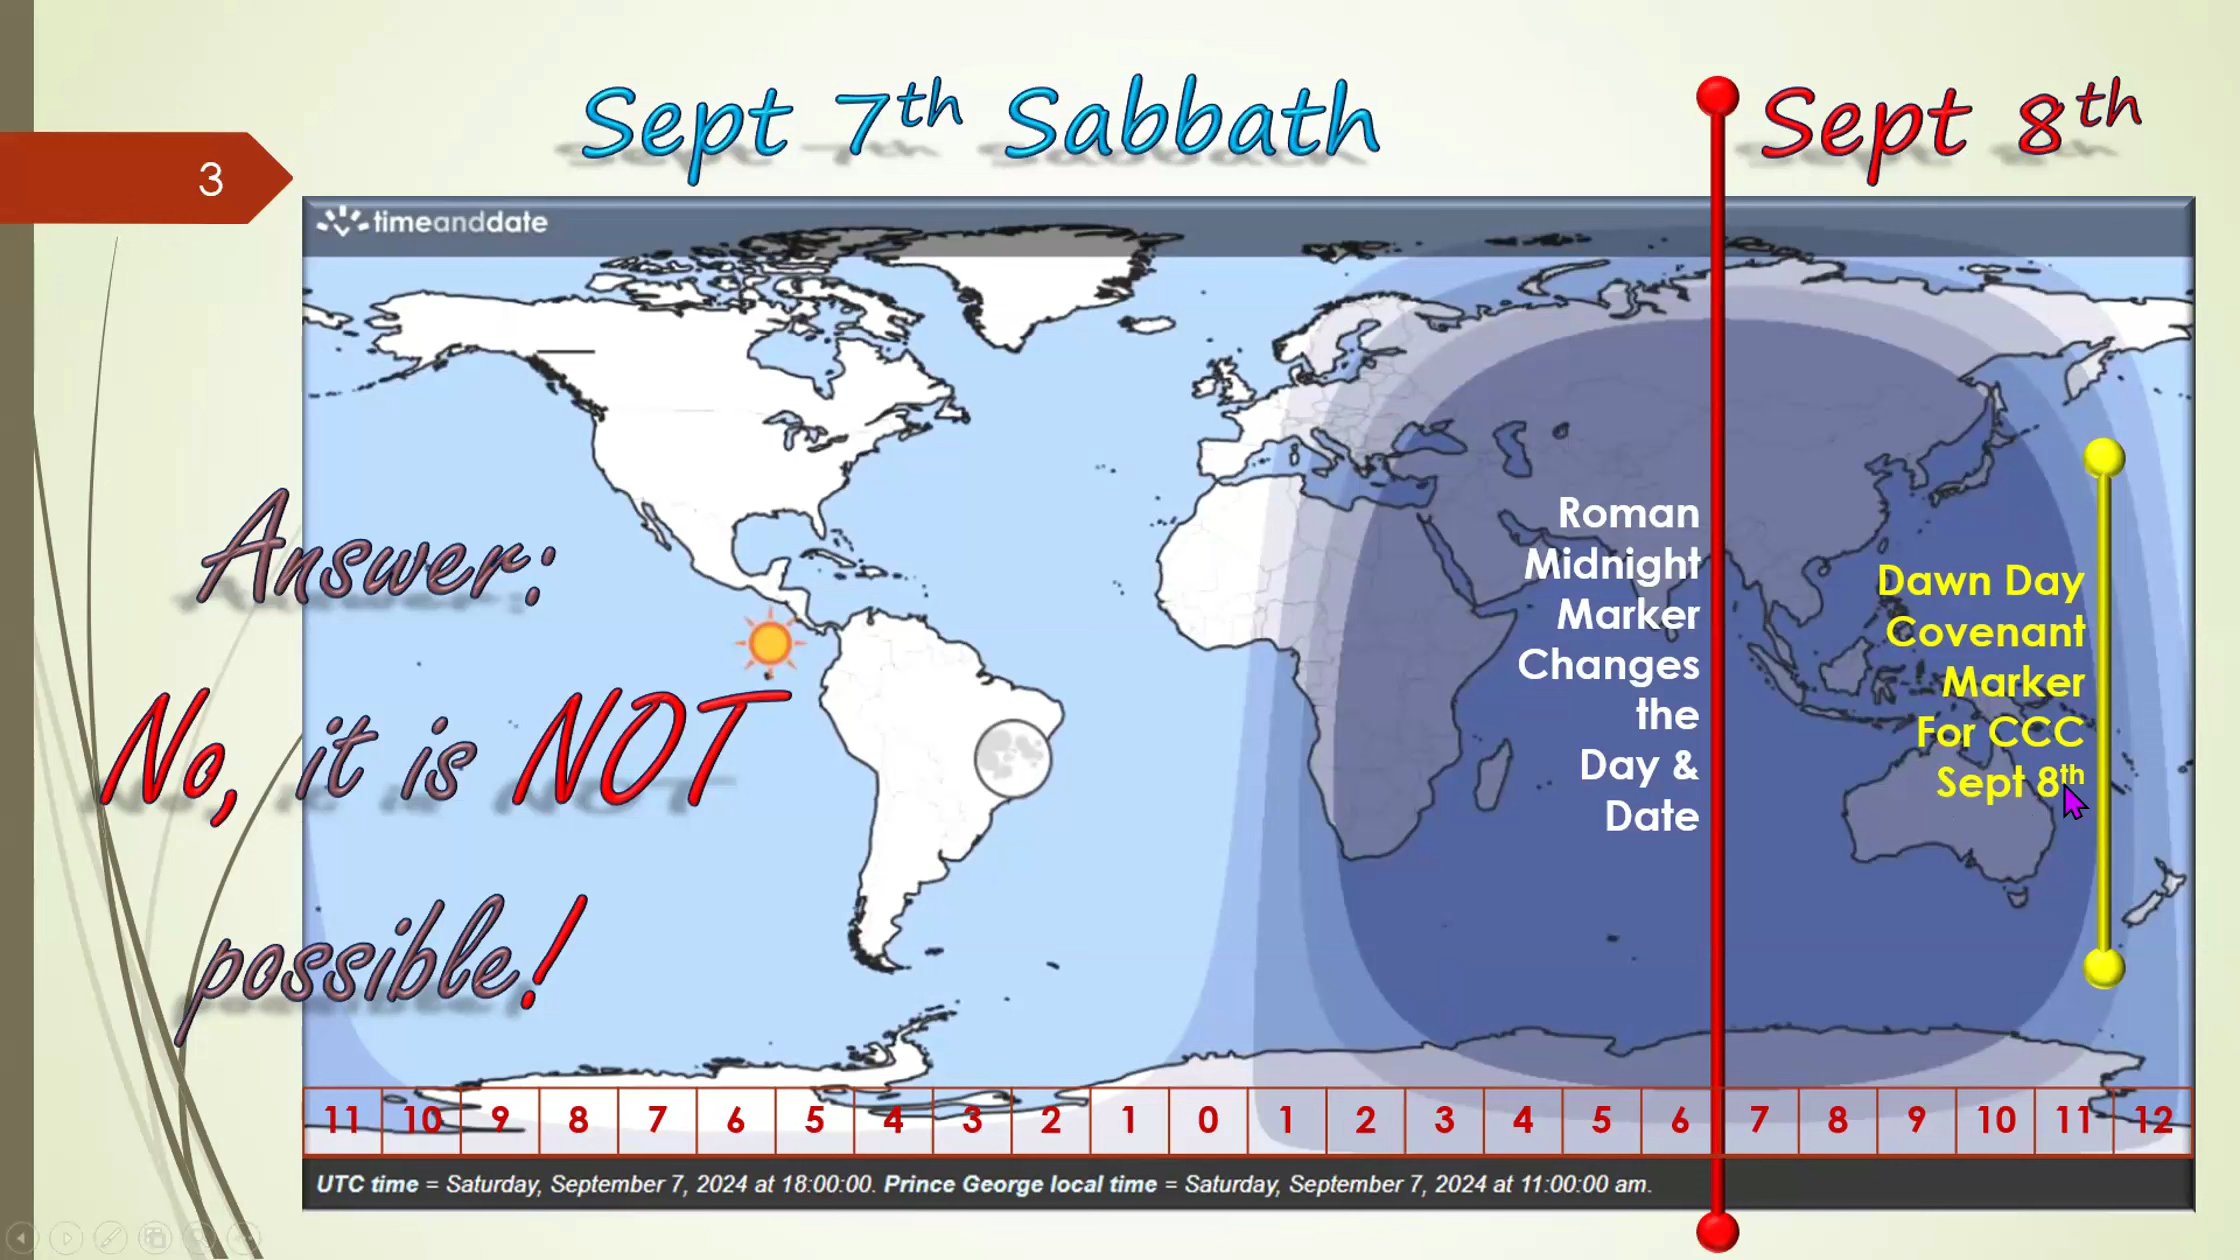 Sept 7th Sabbath
Sept 8th
3
timeanddate
Answer:
No, it is NOT
possible!
Roman
Midnight
Marker
Changes
the
Day &
Date
Dawn Day
Covenant
Marker
For CCC
Sept 8th
11 10 9 8 7 6 5 4 3 2 1 0 1 2 3 4 5 6 7 8 9 10 11 12
UTC time = Saturday, September 7, 2024 at 18:00:00. Prince George local time = Saturday, September 7, 2024 at 11:00:00 am.